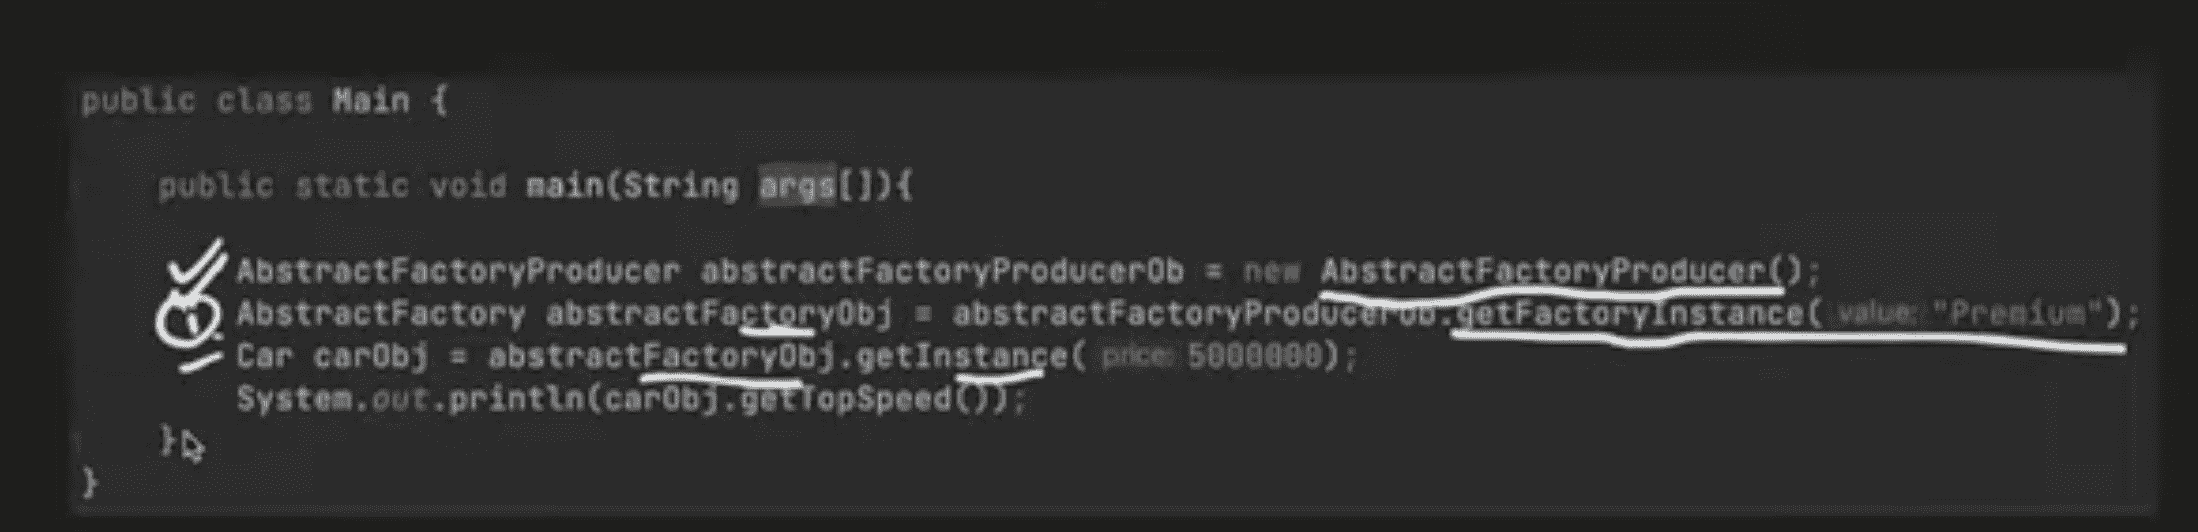 public class Main {
public static void main(String args[]){
AbstractFactoryProducer abstractFactoryProducerOb = new AbstractFactoryProducer();
AbstractFactory abstractFactoryObj = abstractFactoryProducerOb.getFactoryInstance( value: "Premium");
Car carObj = abstractFactoryObj.getInstance( price: 5000000);
System.out.println(carObj.getTopSpeed());
}
}